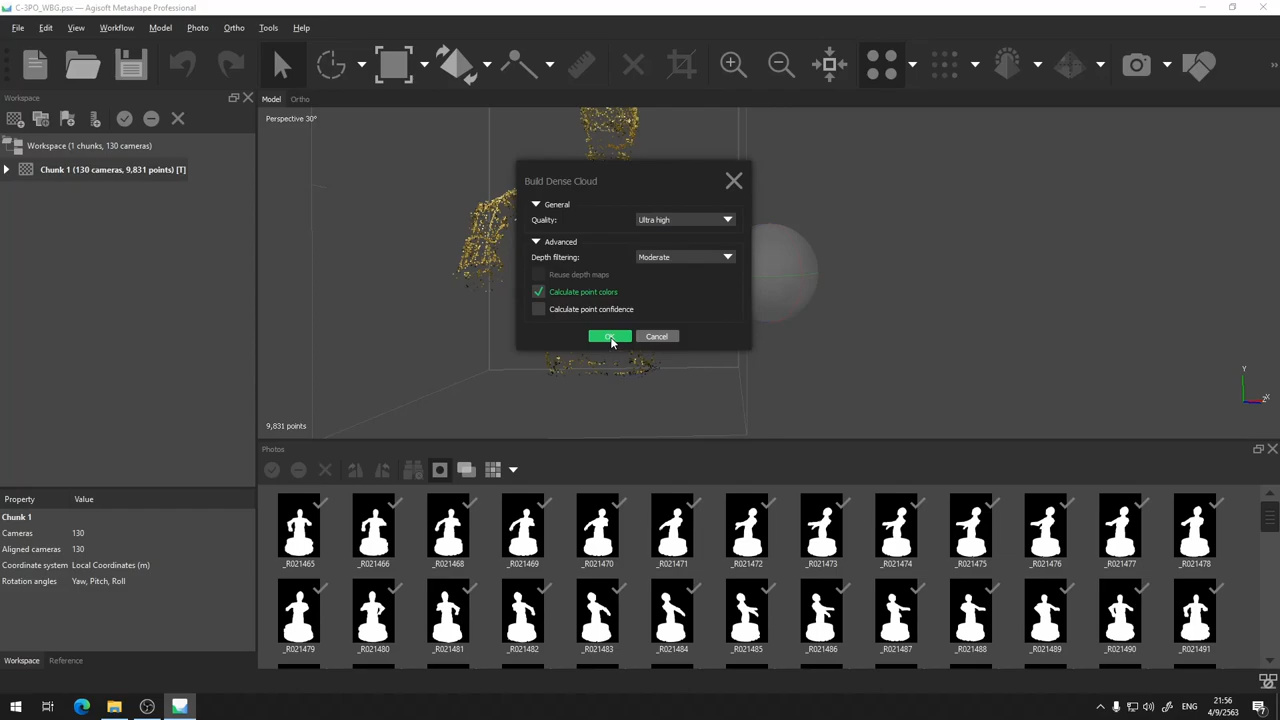 C-3PO_WBG.psx — Agisoft Metashape Professional
File Edit View Workflow Model Photo Ortho Tools Help
Workspace
Workspace (1 chunks, 130 cameras)
Chunk 1 (130 cameras, 9,831 points) [T]
Model Ortho
Perspective 30°
Build Dense Cloud
General
Quality: Ultra high
Advanced
Depth filtering: Moderate
Reuse depth maps
Calculate point colors
Calculate point confidence
OK Cancel
Y
X
9,831 points
Photos
Property Value
Chunk 1
Cameras 130
Aligned cameras 130
Coordinate system Local Coordinates (m)
Rotation angles Yaw, Pitch, Roll
Workspace Reference
_R021465 _R021466 _R021468 _R021469 _R021470 _R021471 _R021472 _R021473 _R021474 _R021475 _R021476 _R021477 _R021478
_R021479 _R021480 _R021481 _R021482 _R021483 _R021484 _R021485 _R021486 _R021487 _R021488 _R021489 _R021490 _R021491
ENG
21:56
4/9/2563